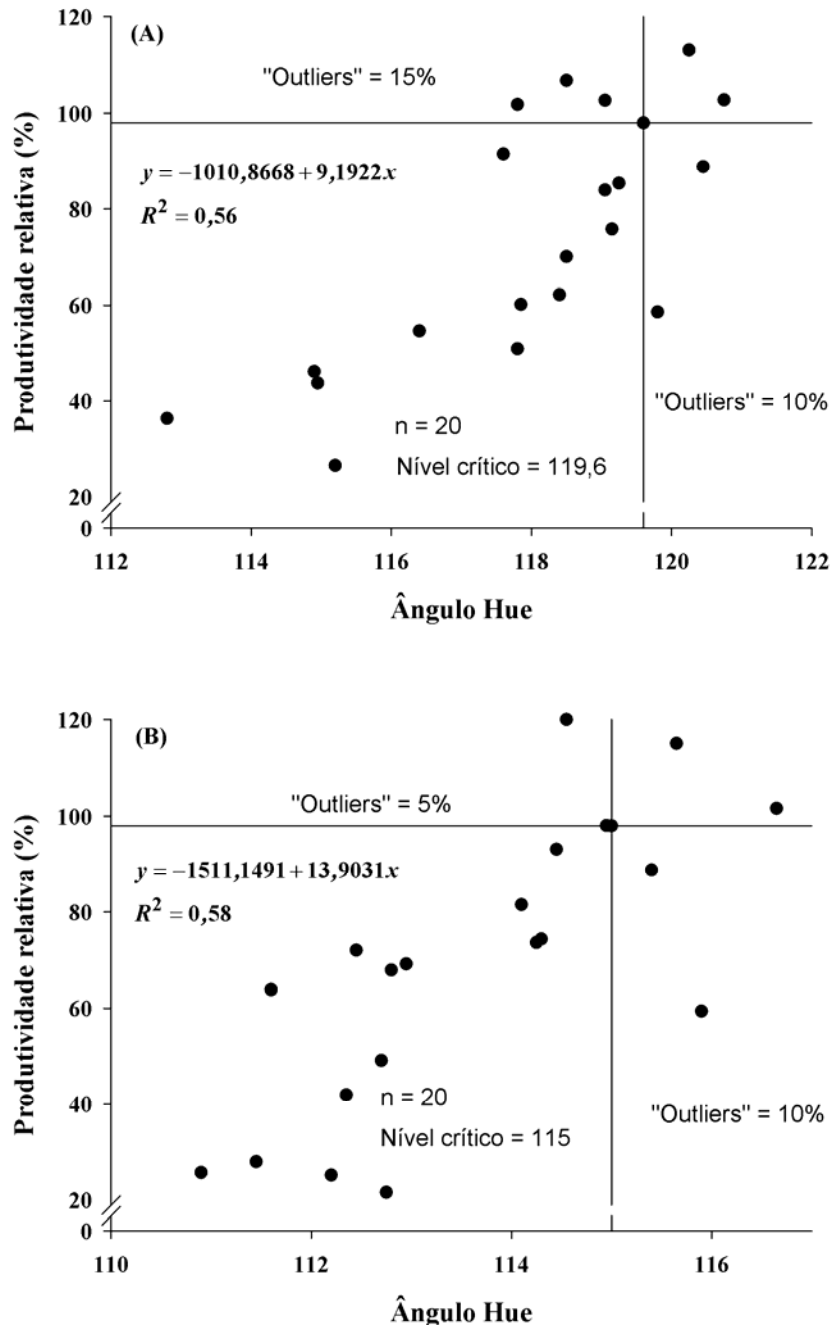 (A)
"Outliers" = 15%
y = −1010,8668 + 9,1922x
R² = 0,56
"Outliers" = 10%
n = 20
Nível crítico = 119,6
Produtividade relativa (%)
120
100
80
60
40
20
0
112 114 116 118 120 122
Ângulo Hue
(B)
"Outliers" = 5%
y = −1511,1491 + 13,9031x
R² = 0,58
n = 20
"Outliers" = 10%
Nível crítico = 115
Produtividade relativa (%)
120
100
80
60
40
20
0
110 112 114 116
Ângulo Hue